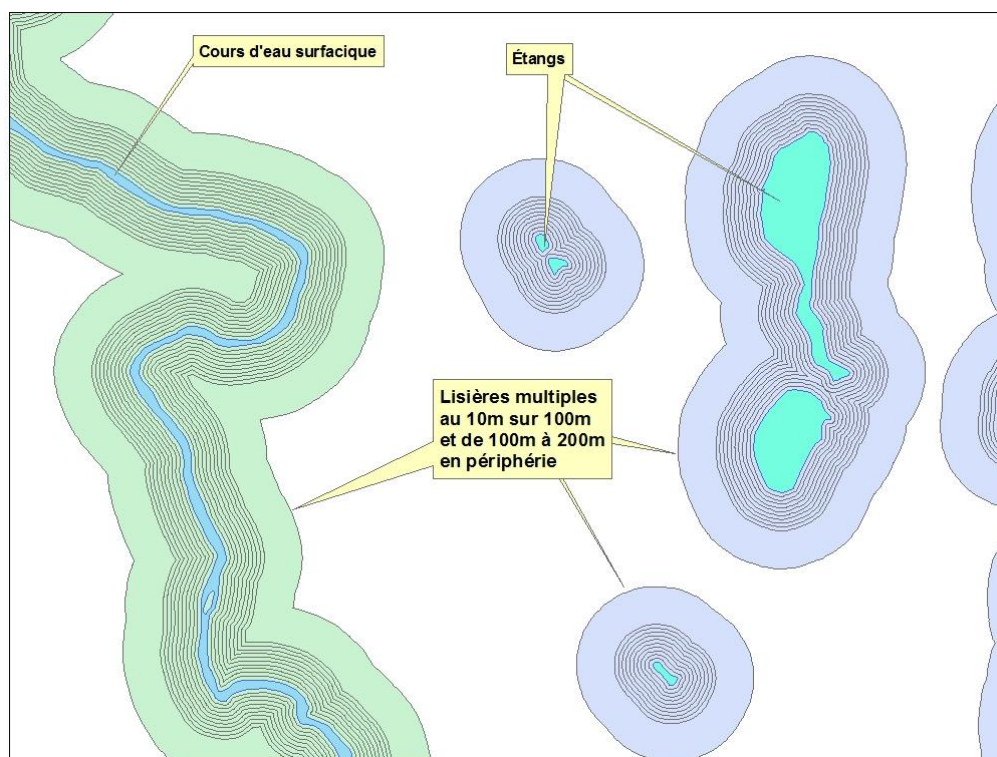 Cours d'eau surfacique
Étangs
Lisières multiples
au 10m sur 100m
et de 100m à 200m
en périphérie